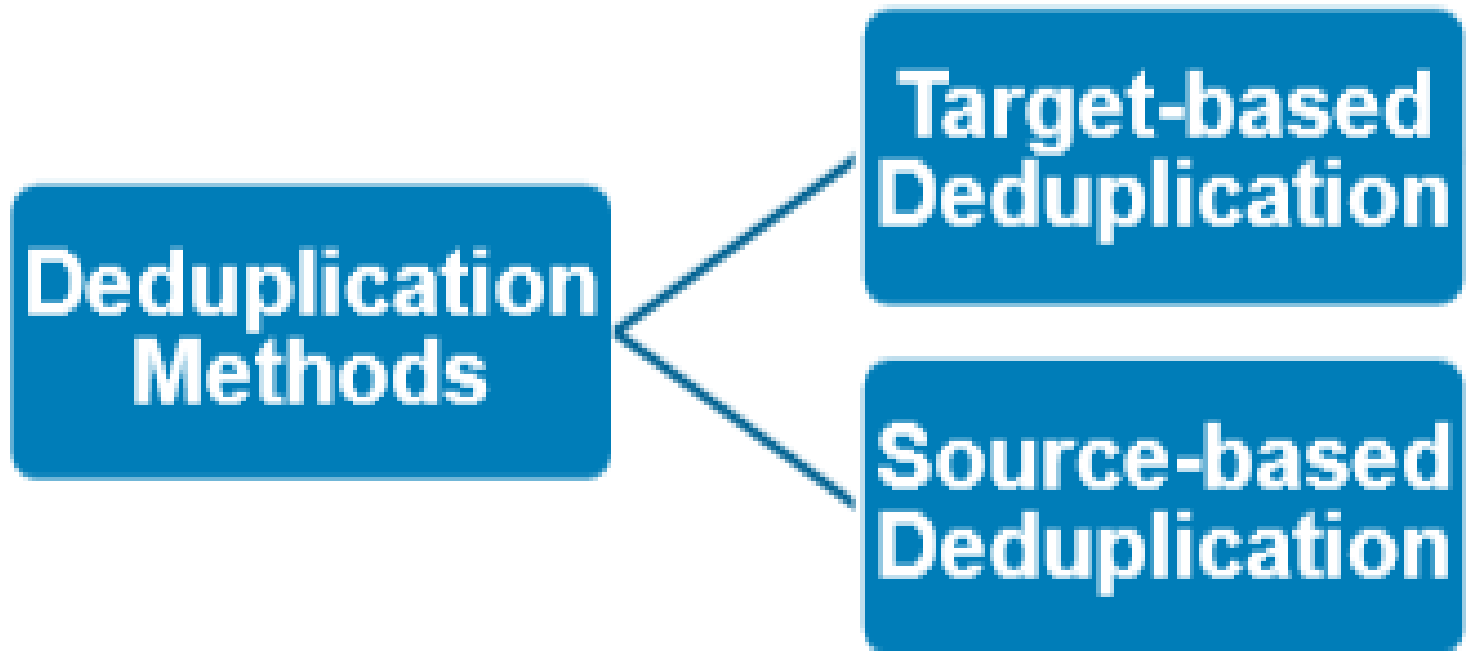 Deduplication
Methods
Target-based
Deduplication
Source-based
Deduplication